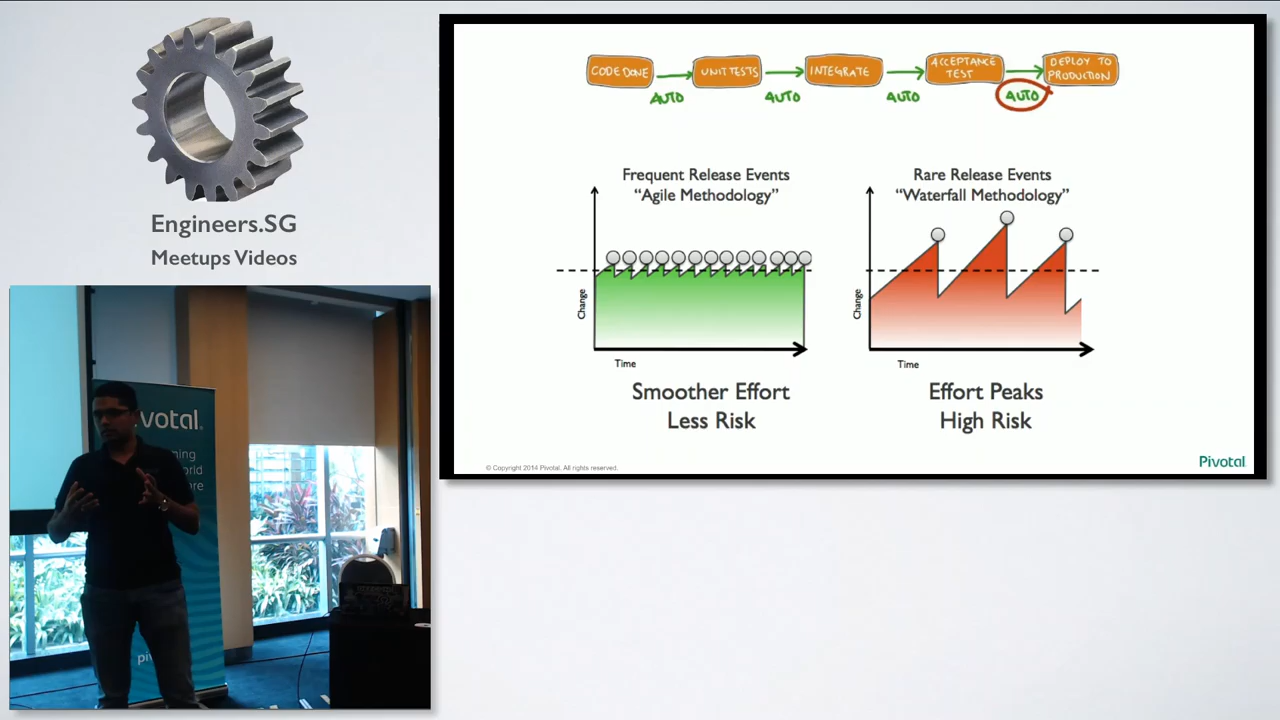 Engineers.SG
Meetups Videos
CODE DONE
UNIT TESTS
INTEGRATE
ACCEPTANCE
TEST
DEPLOY TO
PRODUCTION
AUTO
AUTO
AUTO
AUTO
Frequent Release Events
“Agile Methodology”
Change
Time
Smoother Effort
Less Risk
Rare Release Events
“Waterfall Methodology”
Change
Time
Effort Peaks
High Risk
© Copyright 2014 Pivotal. All rights reserved.
Pivotal